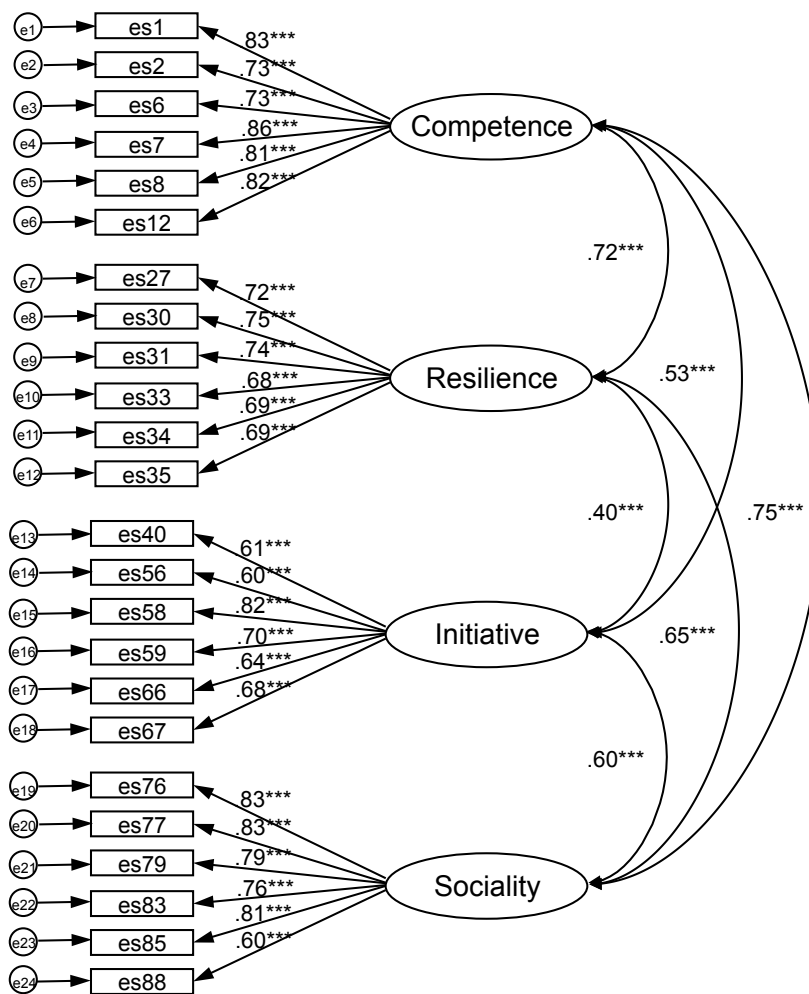 e1 es1 .83***
e2 es2 .73***
e3 es6 .73***
e4 es7 .86***
e5 es8 .81***
e6 es12 .82***
Competence
.72***
e7 es27 .72***
e8 es30 .75***
e9 es31 .74***
e10 es33 .68***
e11 es34 .69***
e12 es35 .69***
Resilience
.53***
.40***
.75***
e13 es40 .61***
e14 es56 .60***
e15 es58 .82***
e16 es59 .70***
e17 es66 .64***
e18 es67 .68***
Initiative
.65***
.60***
e19 es76 .83***
e20 es77 .83***
e21 es79 .79***
e22 es83 .76***
e23 es85 .81***
e24 es88 .60***
Sociality